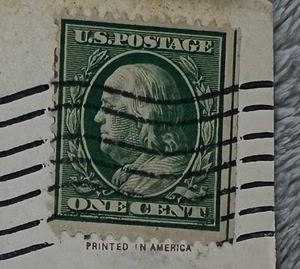 U.S. POSTAGE
ONE CENT
PRINTED IN AMERICA